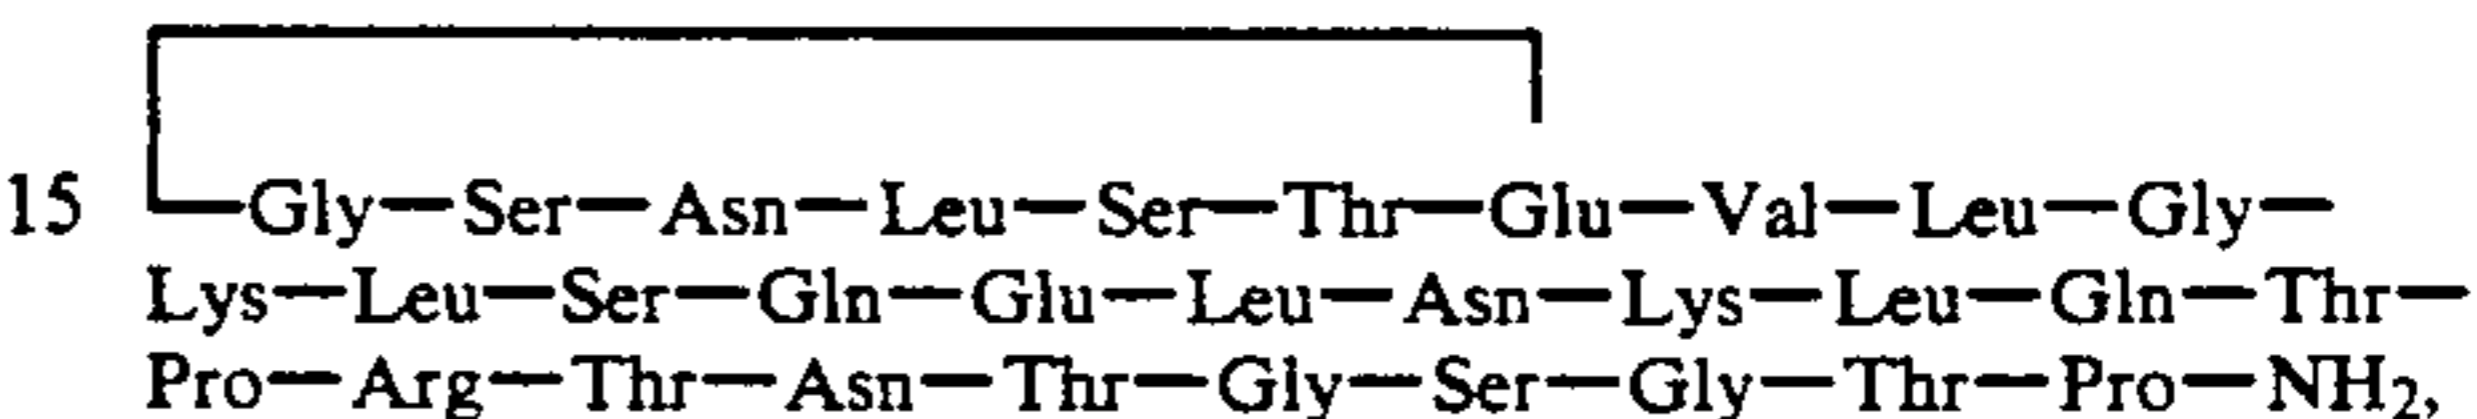 15 Gly—Ser—Asn—Leu—Ser—Thr—Glu—Val—Leu—Gly—
Lys—Leu—Ser—Gln—Glu—Leu—Asn—Lys—Leu—Gln—Thr—
Pro—Arg—Thr—Asn—Thr—Gly—Ser—Gly—Thr—Pro—NH₂,